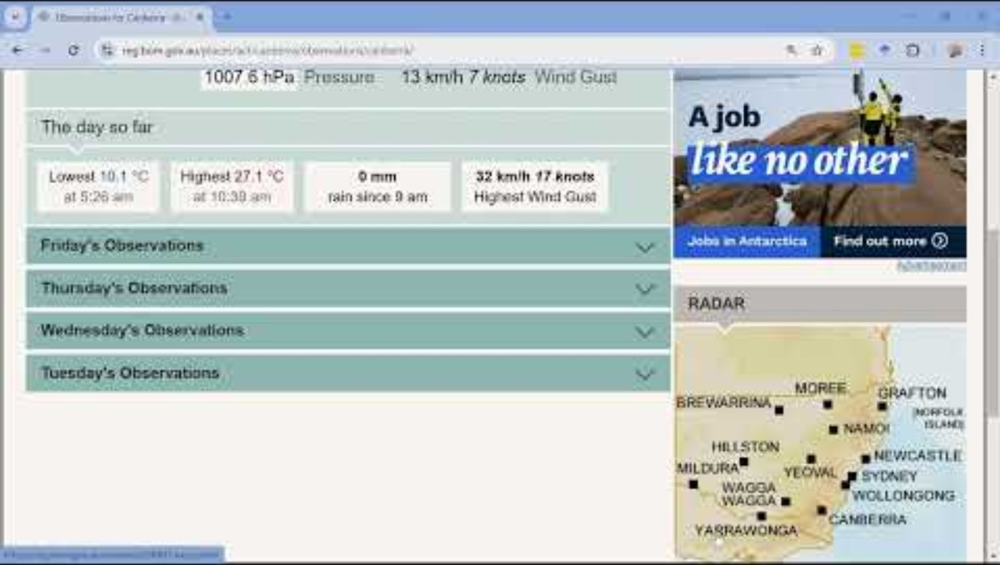 Observations for Canberra
reg.bom.gov.au/places/act/canberra/observations/canberra/
1007.6 hPa Pressure 13 km/h 7 knots Wind Gust
The day so far
Lowest 10.1 °C
at 5:26 am
Highest 27.1 °C
at 10:39 am
0 mm
rain since 9 am
32 km/h 17 knots
Highest Wind Gust
Friday's Observations
Thursday's Observations
Wednesday's Observations
Tuesday's Observations
A job
like no other
Jobs in Antarctica
Find out more
Advertisement
RADAR
MOREE
GRAFTON
BREWARRINA
(NORFOLK
ISLAND)
NAMOI
HILLSTON
NEWCASTLE
MILDURA
YEOVAL
SYDNEY
WAGGA
WAGGA
WOLLONGONG
CANBERRA
YARRAWONGA